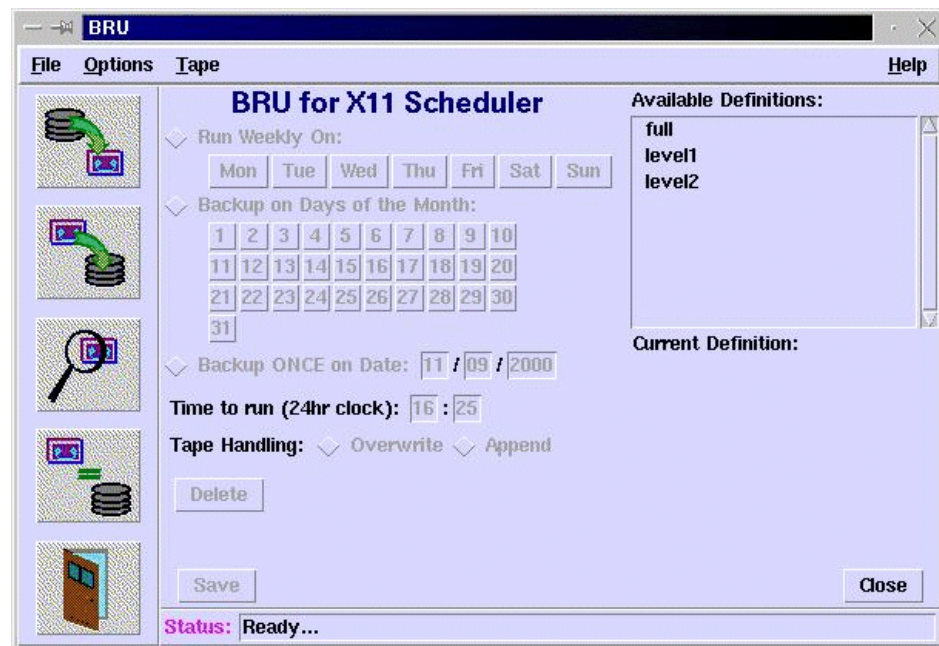 BRU
File Options Tape Help
BRU for X11 Scheduler
Run Weekly On:
Mon Tue Wed Thu Fri Sat Sun
Backup on Days of the Month:
1 2 3 4 5 6 7 8 9 10
11 12 13 14 15 16 17 18 19 20
21 22 23 24 25 26 27 28 29 30
31
Backup ONCE on Date: 11 / 09 / 2000
Time to run (24hr clock): 16 : 25
Tape Handling: Overwrite Append
Delete
Save
Available Definitions:
full
level1
level2
Current Definition:
Close
Status: Ready...